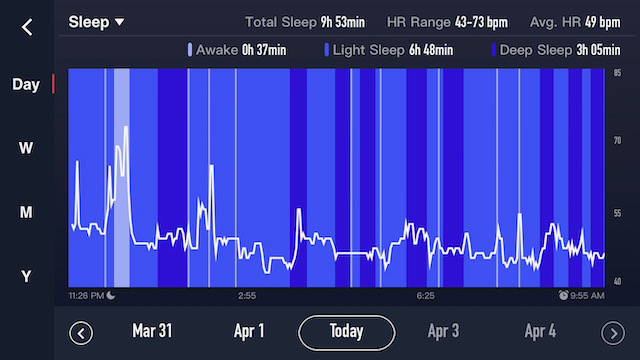 Sleep ▼ Total Sleep 9h 53min HR Range 43-73 bpm Avg. HR 49 bpm
Awake 0h 37min Light Sleep 6h 48min Deep Sleep 3h 05min
85
Day
70
W
M
55
Y
40
11:26 PM 2:55 6:25 9:55 AM
Mar 31 Apr 1 Today Apr 3 Apr 4